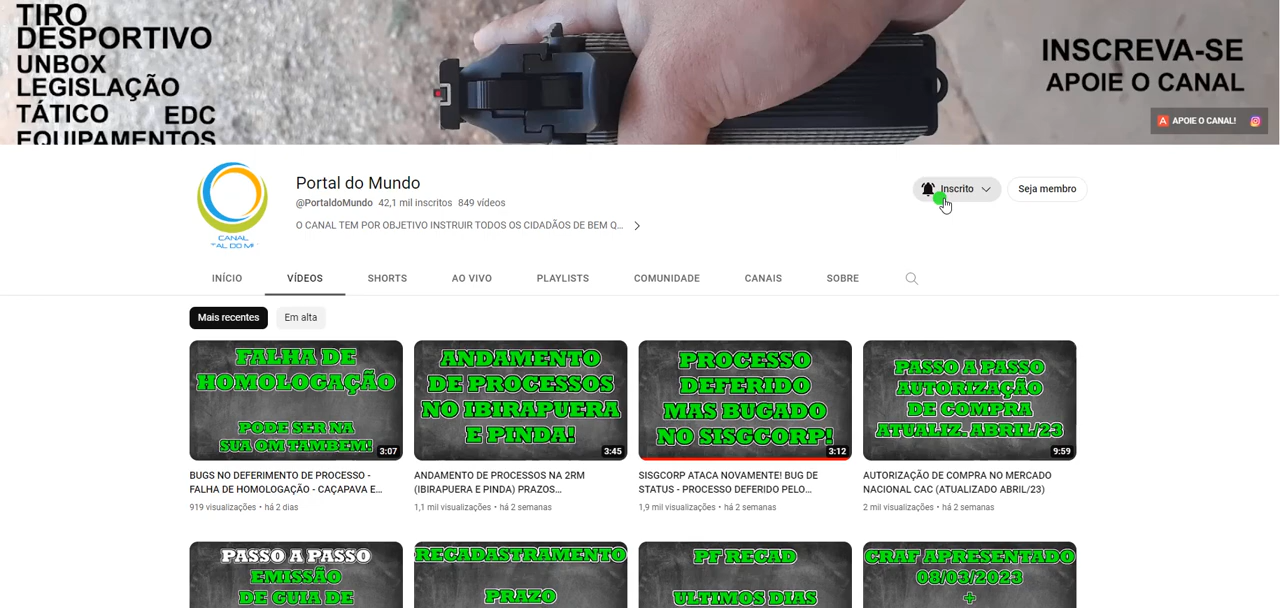 TIRO
DESPORTIVO
UNBOX
LEGISLAÇÃO
TÁTICO EDC
EQUIPAMENTOS
INSCREVA-SE
APOIE O CANAL
A APOIE O CANAL!
CANAL
Portal do Mundo
@PortaldoMundo 42,1 mil inscritos 849 vídeos
O CANAL TEM POR OBJETIVO INSTRUIR TODOS OS CIDADÃOS DE BEM Q...
Inscrito
Seja membro
INÍCIO VÍDEOS SHORTS AO VIVO PLAYLISTS COMUNIDADE CANAIS SOBRE
Mais recentes Em alta
FALHA DE
HOMOLOGAÇÃO
PODE SER NA
SUA OM TAMBEM!
3:07
BUGS NO DEFERIMENTO DE PROCESSO -
FALHA DE HOMOLOGAÇÃO - CAÇAPAVA E...
919 visualizações • há 2 dias
ANDAMENTO
DE PROCESSOS
NO IBIRAPUERA
E PINDA!
3:45
ANDAMENTO DE PROCESSOS NA 2RM
(IBIRAPUERA E PINDA) PRAZOS...
1,1 mil visualizações • há 2 semanas
PROCESSO
DEFERIDO
MAS BUGADO
NO SISGCORP!
3:12
SISGCORP ATACA NOVAMENTE! BUG DE
STATUS - PROCESSO DEFERIDO PELO...
1,9 mil visualizações • há 2 semanas
PASSO A PASSO
AUTORIZAÇÃO
DE COMPRA
ATUALIZ. ABRIL/23
9:59
AUTORIZAÇÃO DE COMPRA NO MERCADO
NACIONAL CAC (ATUALIZADO ABRIL/23)
2 mil visualizações • há 2 semanas
PASSO A PASSO
EMISSÃO
DE GUIA DE
RECADASTRAMENTO
PRAZO
PF RECAD
ULTIMOS DIAS
CRAF APRESENTADO
08/03/2023
+